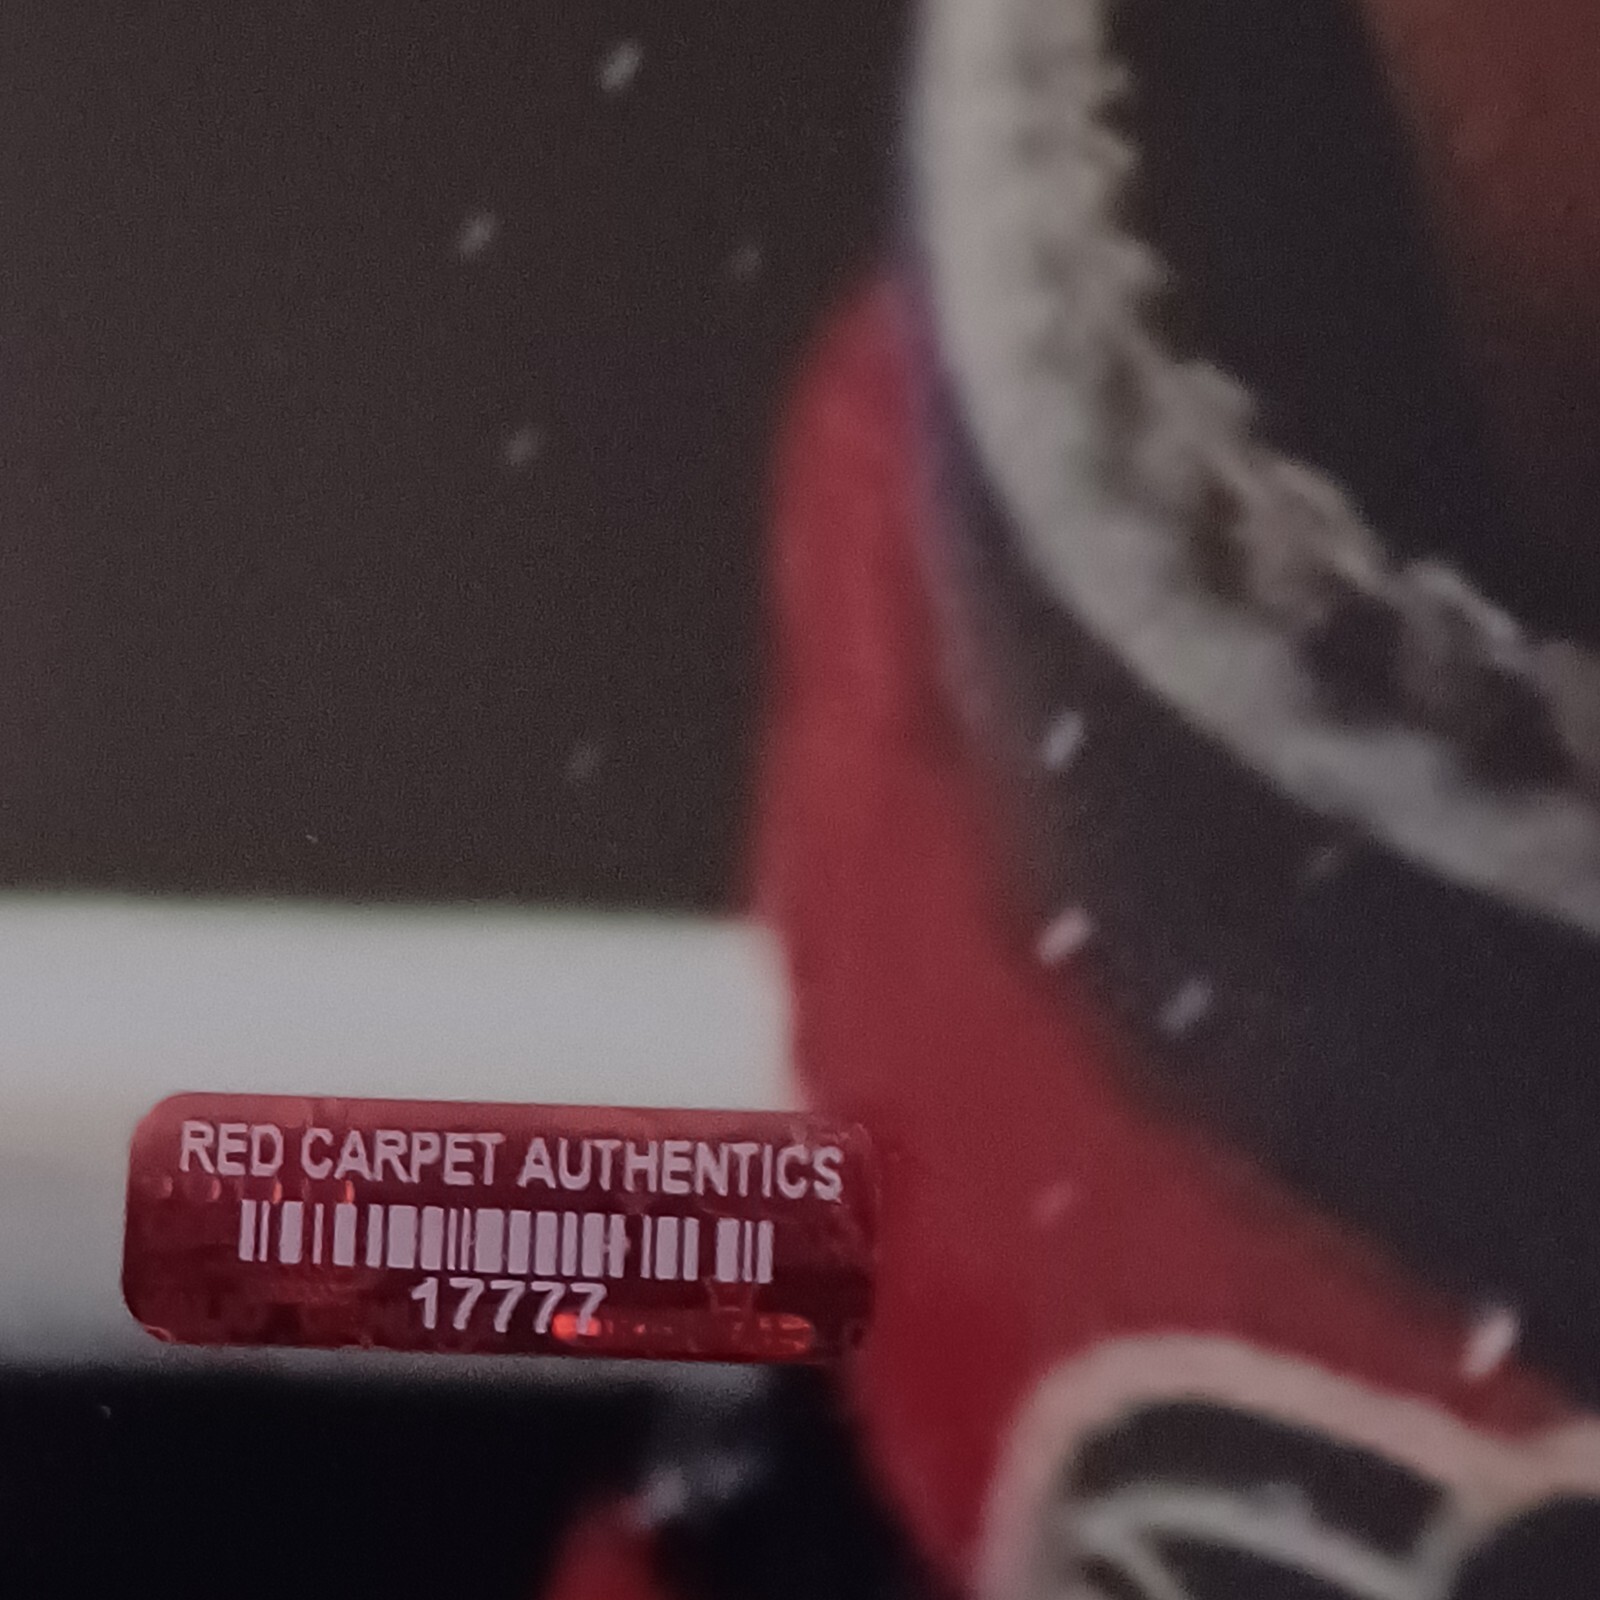 RED CARPET AUTHENTICS
17777